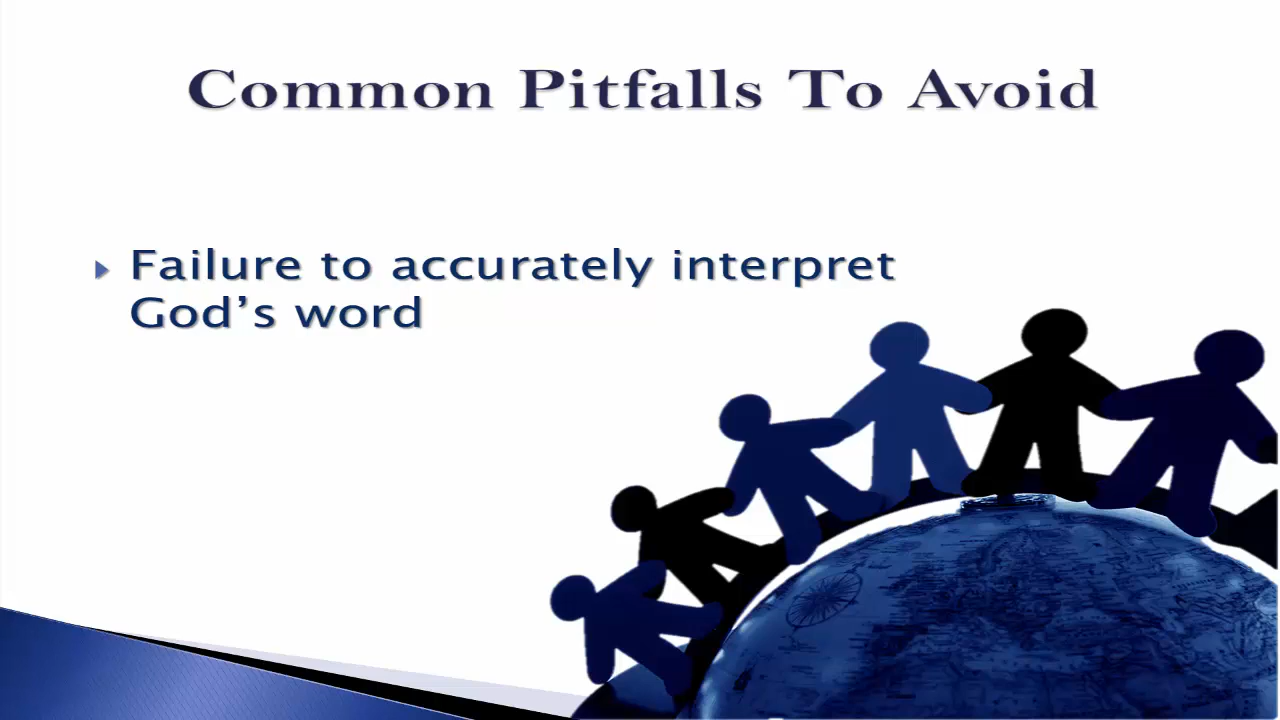 Common Pitfalls To Avoid
Failure to accurately interpret
God’s word